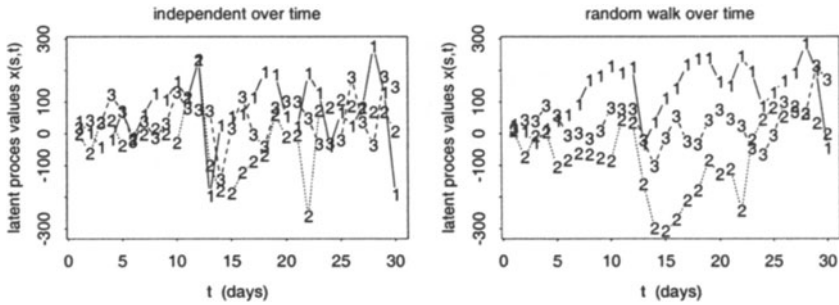 independent over time
latent proces values x(s,t)
300
100
0
-100
-300
0 5 10 15 20 25 30
t (days)
random walk over time
latent proces values x(s,t)
300
100
0
-100
-300
0 5 10 15 20 25 30
t (days)